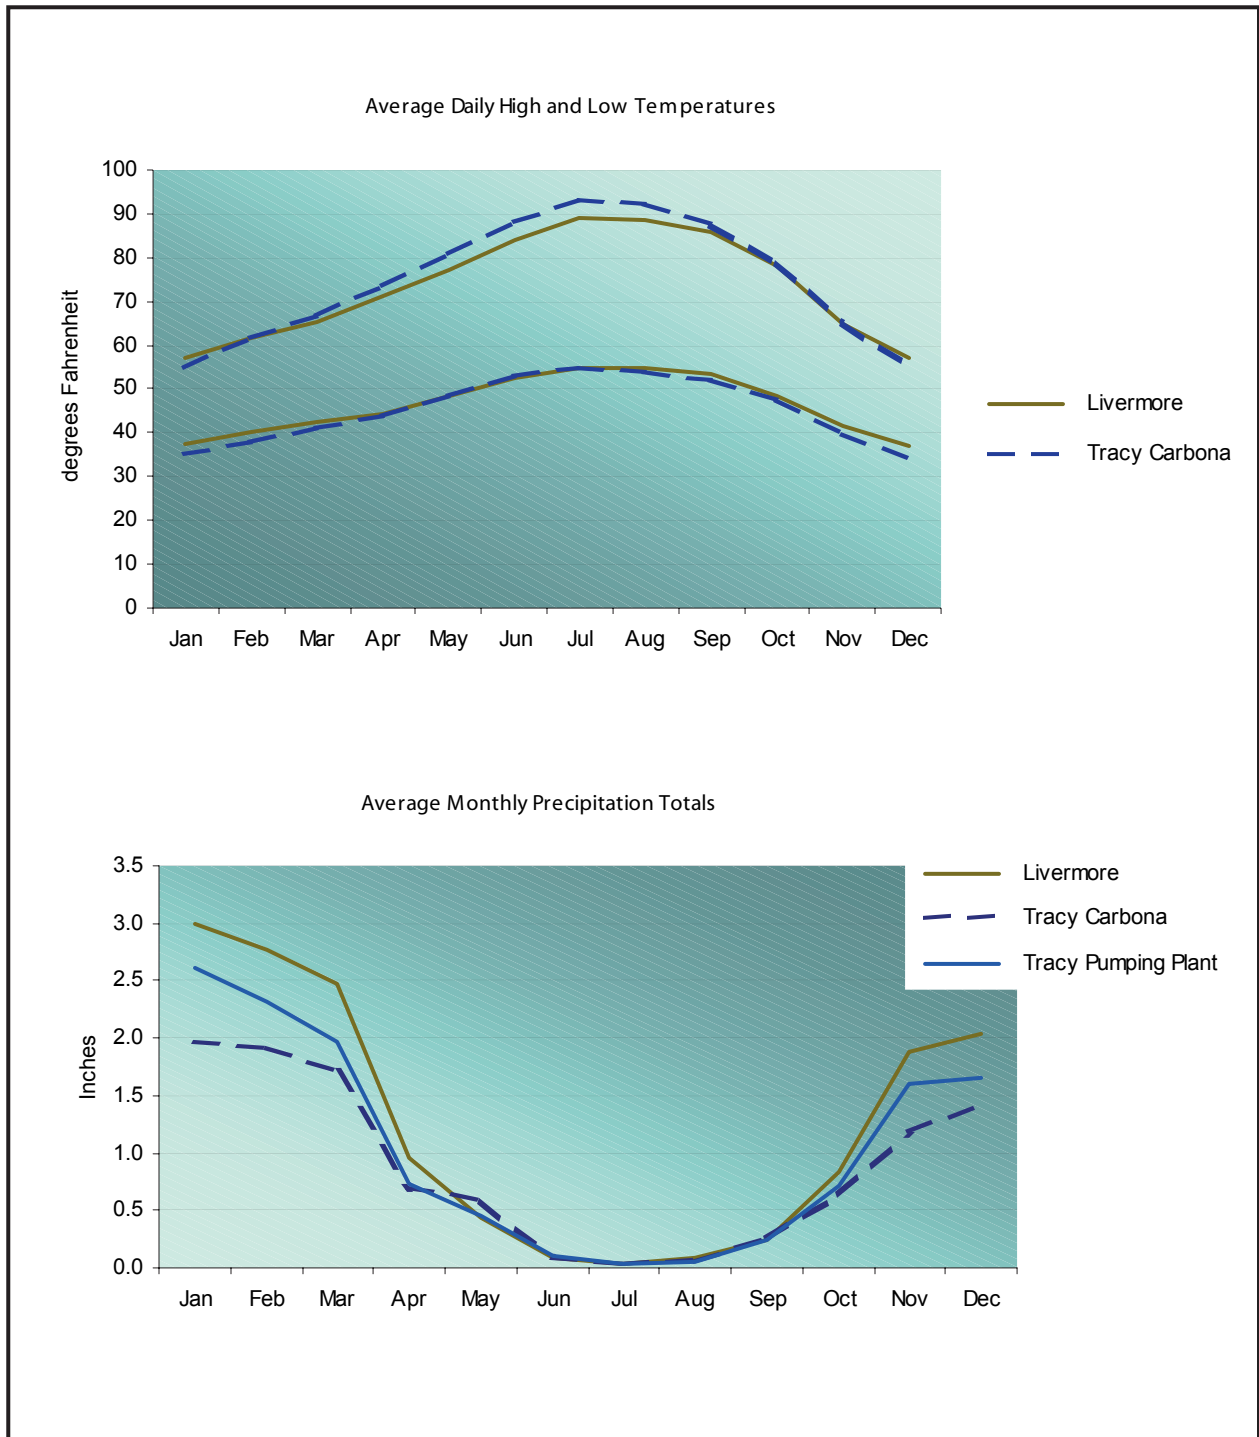 Average Daily High and Low Temperatures
100
90
80
70
60
50
40
30
20
10
0
degrees Fahrenheit
Jan Feb Mar Apr May Jun Jul Aug Sep Oct Nov Dec
Livermore
Tracy Carbona
Average Monthly Precipitation Totals
3.5
3.0
2.5
2.0
1.5
1.0
0.5
0.0
Inches
Jan Feb Mar Apr May Jun Jul Aug Sep Oct Nov Dec
Livermore
Tracy Carbona
Tracy Pumping Plant